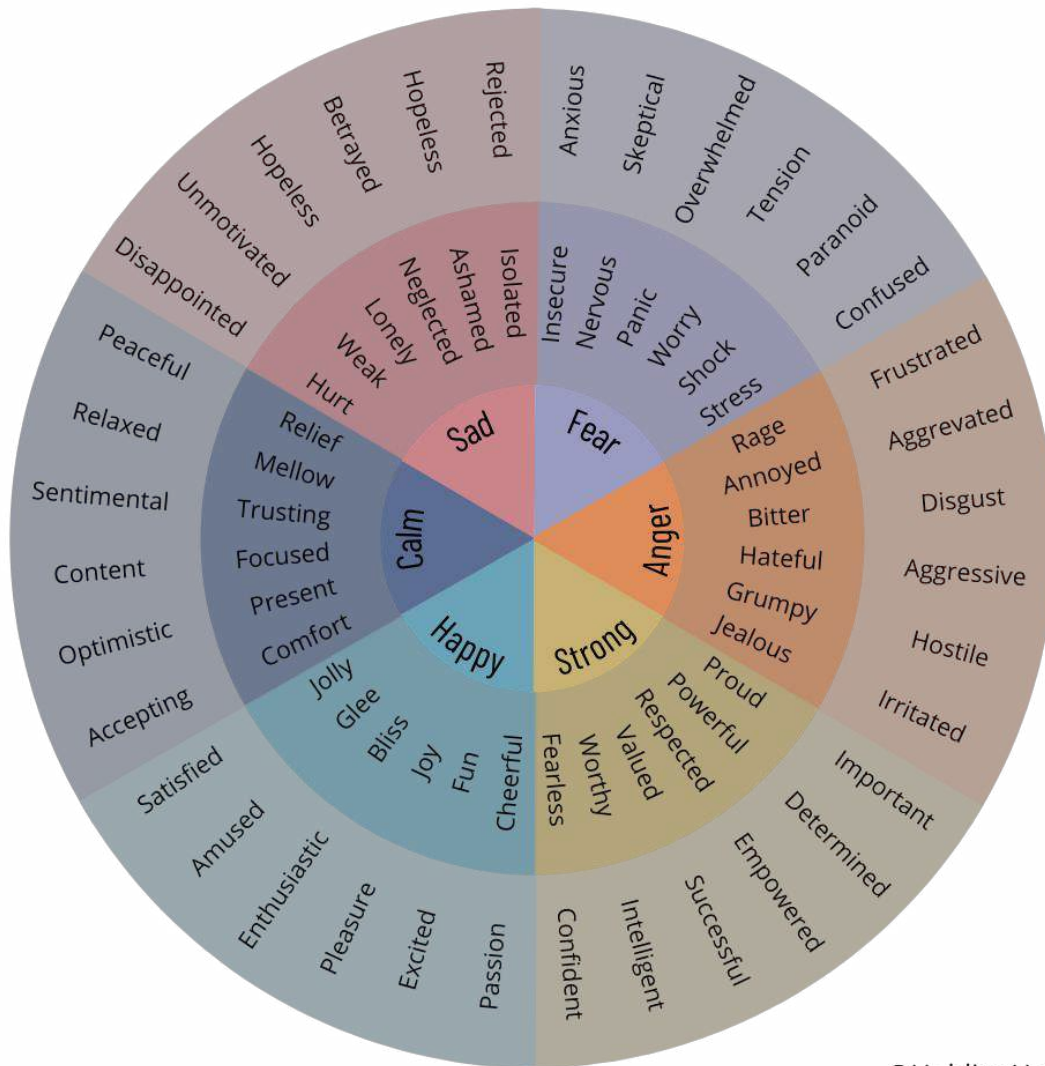 Sad
Fear
Anger
Strong
Happy
Calm
Hurt
Weak
Lonely
Neglected
Ashamed
Isolated
Insecure
Nervous
Panic
Worry
Shock
Stress
Rage
Annoyed
Bitter
Hateful
Grumpy
Jealous
Proud
Powerful
Respected
Valued
Worthy
Fearless
Cheerful
Fun
Joy
Bliss
Glee
Jolly
Comfort
Present
Focused
Trusting
Mellow
Relief
Disappointed
Unmotivated
Hopeless
Betrayed
Hopeless
Rejected
Anxious
Skeptical
Overwhelmed
Tension
Paranoid
Confused
Frustrated
Aggrevated
Disgust
Aggressive
Hostile
Irritated
Important
Determined
Empowered
Successful
Intelligent
Confident
Passion
Excited
Pleasure
Enthusiastic
Amused
Satisfied
Accepting
Optimistic
Content
Sentimental
Relaxed
Peaceful